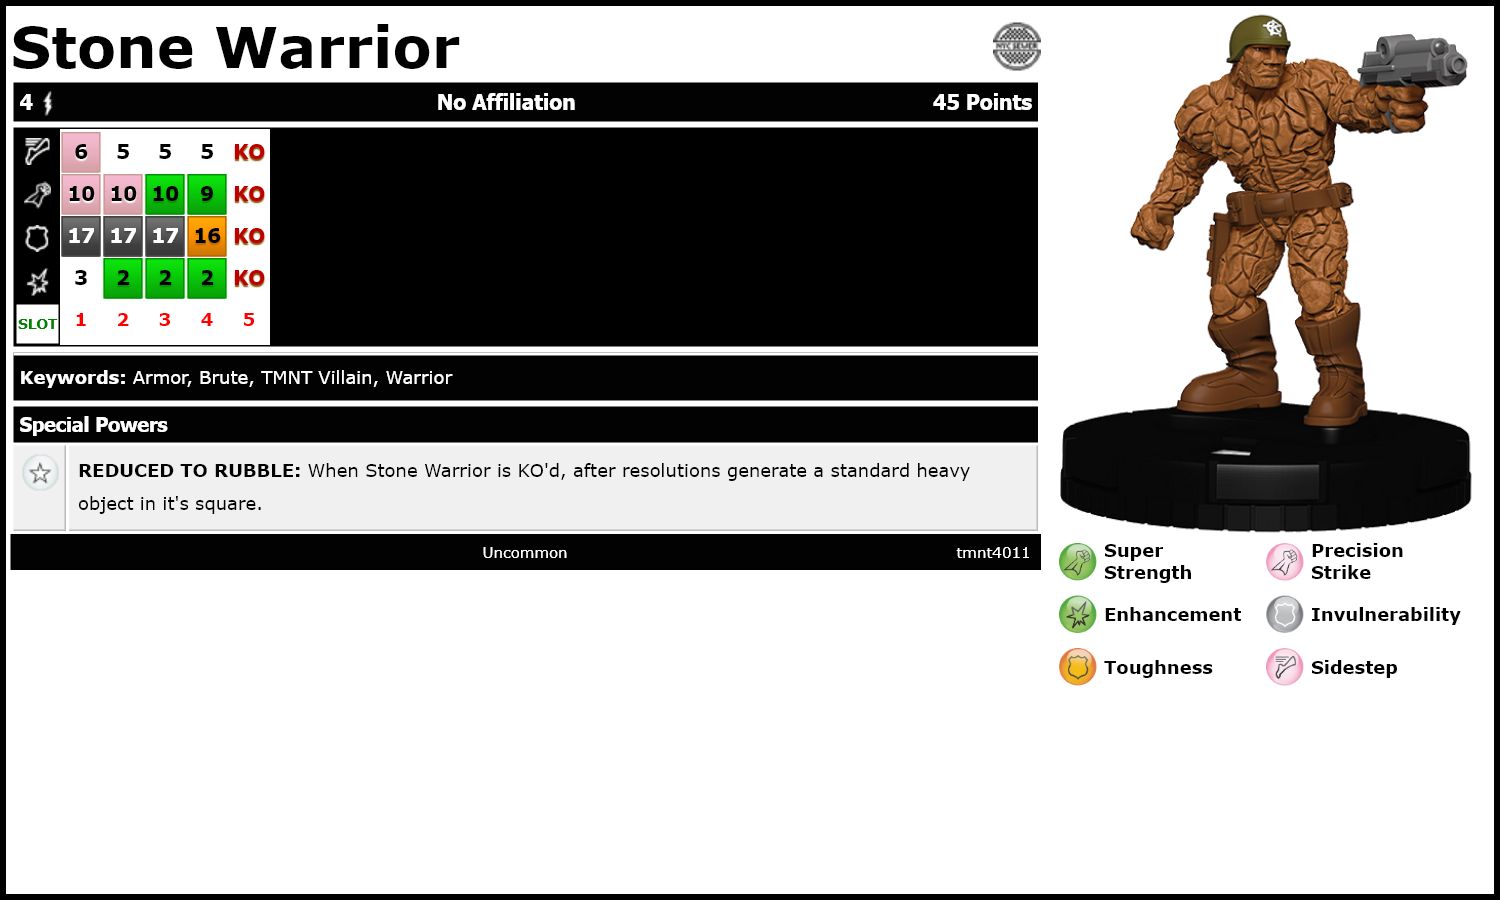 Stone Warrior
NYC SEWER
4 No Affiliation 45 Points
6 5 5 5 KO
10 10 10 9 KO
17 17 17 16 KO
3 2 2 2 KO
SLOT 1 2 3 4 5
Keywords: Armor, Brute, TMNT Villain, Warrior
Special Powers
REDUCED TO RUBBLE: When Stone Warrior is KO'd, after resolutions generate a standard heavy
object in it's square.
Uncommon tmnt4011
Super
Strength
Precision
Strike
Enhancement Invulnerability
Toughness Sidestep